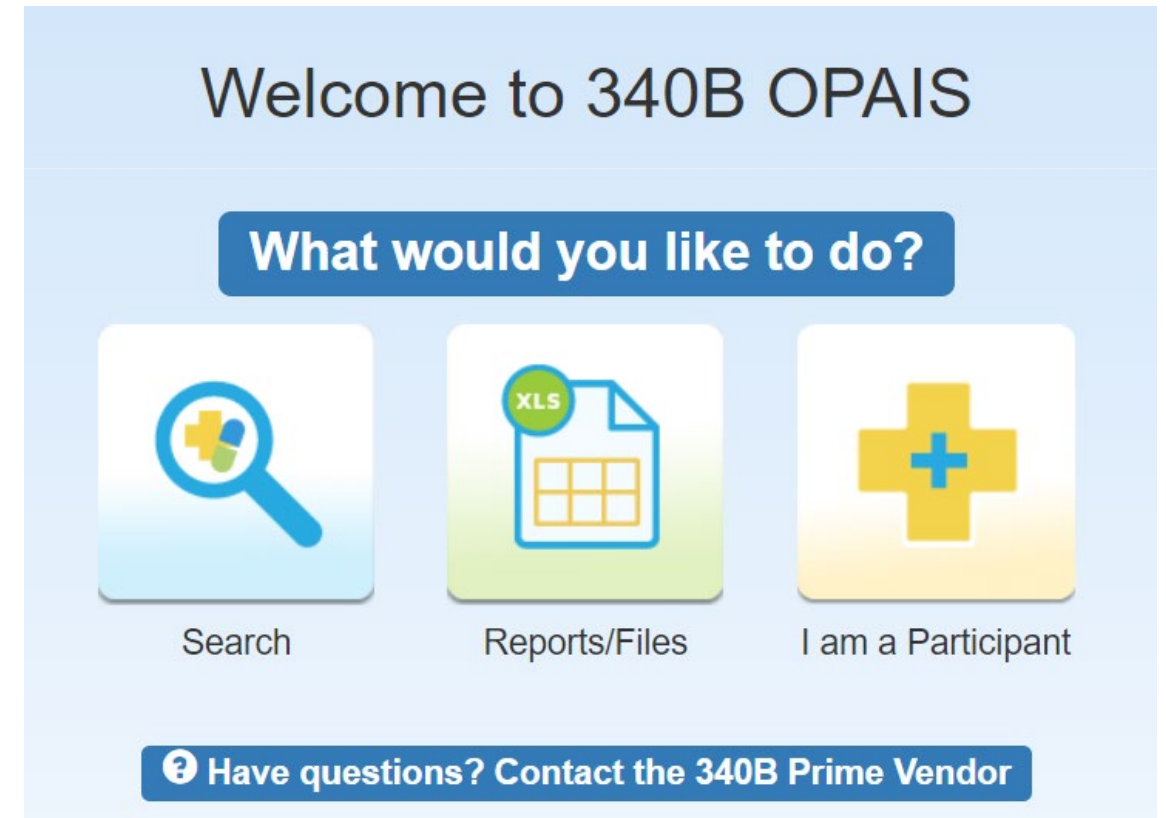 Welcome to 340B OPAIS
What would you like to do?
XLS
Search
Reports/Files
I am a Participant
? Have questions? Contact the 340B Prime Vendor